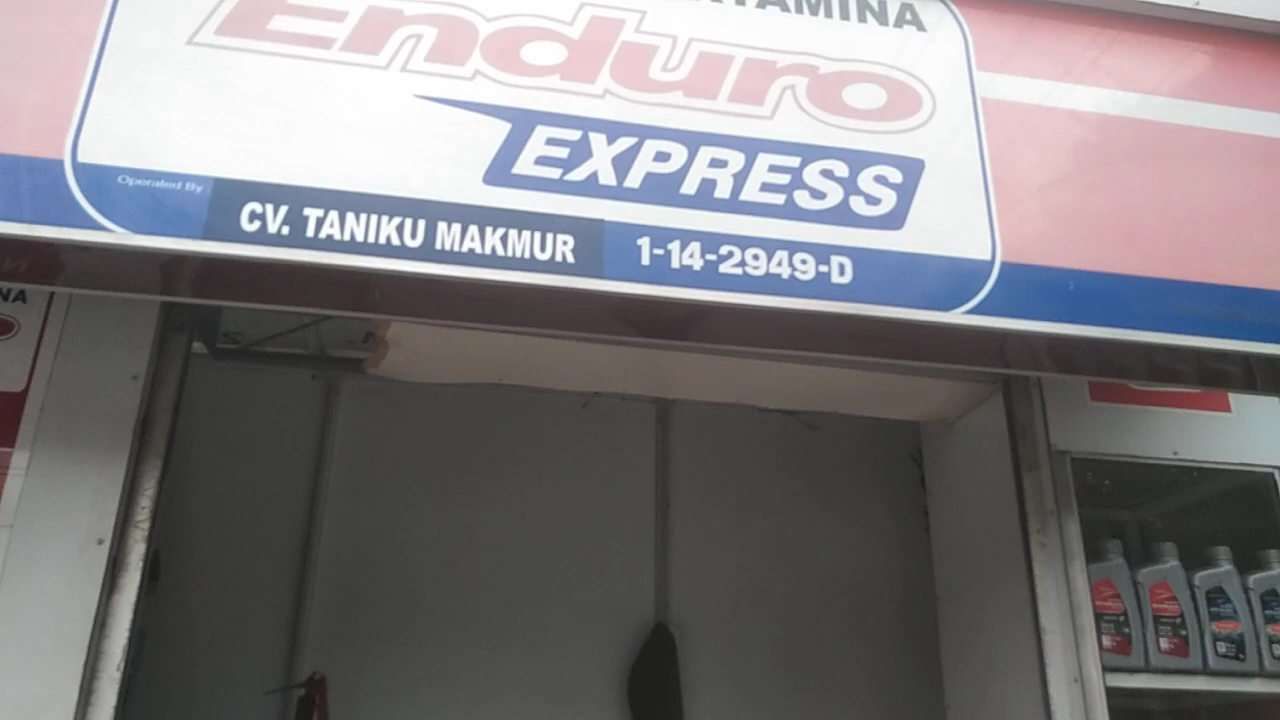 Enduro
EXPRESS
Operated By :
CV. TANIKU MAKMUR
1-14-2949-D